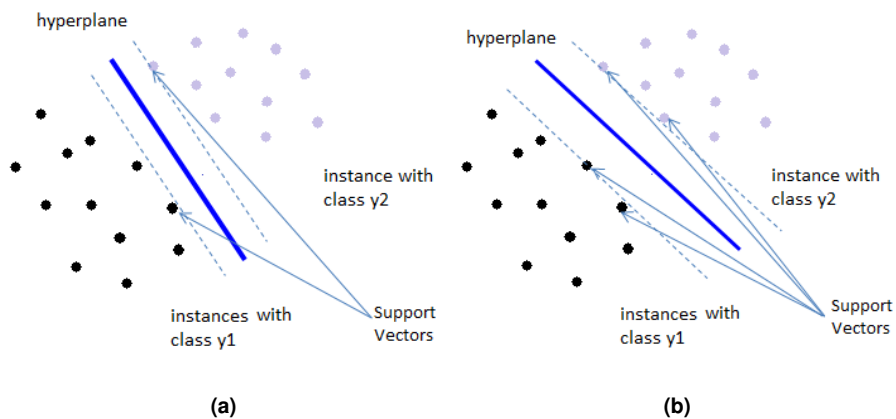 hyperplane
instance with
class y2
instances with
class y1
Support
Vectors
(a)
hyperplane
instance with
class y2
instances with
class y1
Support
Vectors
(b)